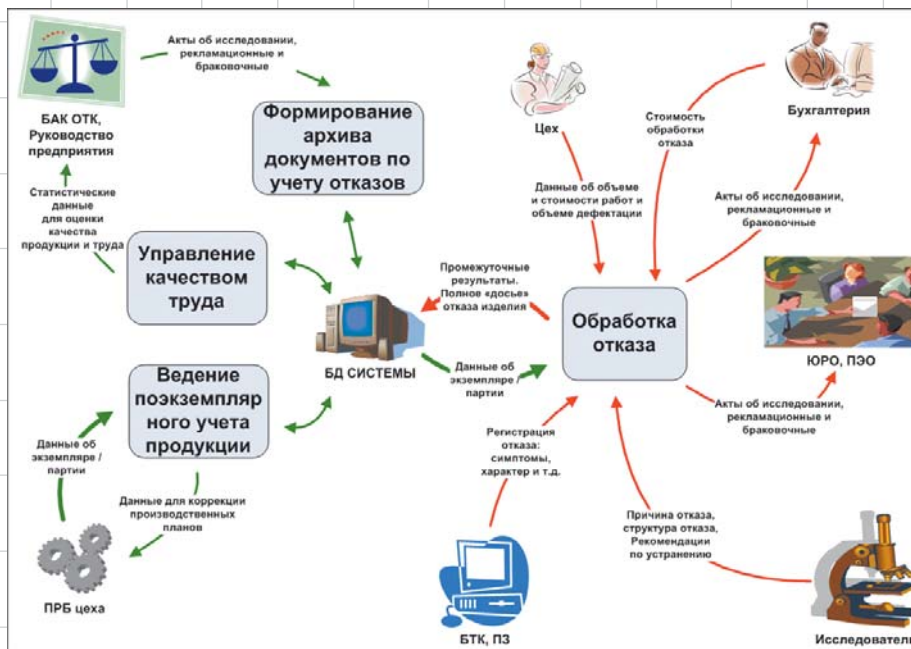 Акты об исследовании,
рекламационные и
браковочные
БАК ОТК,
Руководство
предприятия
Формирование
архива
документов по
учету отказов
Цех
Бухгалтерия
Стоимость
обработки
отказа
Статистические
данные
для оценки
качества
продукции и труда
Данные об объеме
и стоимости работ и
объеме дефектации
Акты об исследовании,
рекламационные и
браковочные
Управление
качеством
труда
Промежуточные
результаты.
Полное «досье»
отказа изделия
Обработка
отказа
БД СИСТЕМЫ
ЮРО, ПЭО
Данные об
экземпляре /
партии
Ведение
поэкземпляр
ного учета
продукции
Акты об исследовании,
рекламационные и
браковочные
Данные об
экземпляре /
партии
Регистрация
отказа:
симптомы,
характер и т.д.
Данные для коррекции
производственных
планов
Причина отказа,
структура отказа,
Рекомендации
по устранению
ПРБ цеха
БТК, ПЗ
Исследователь